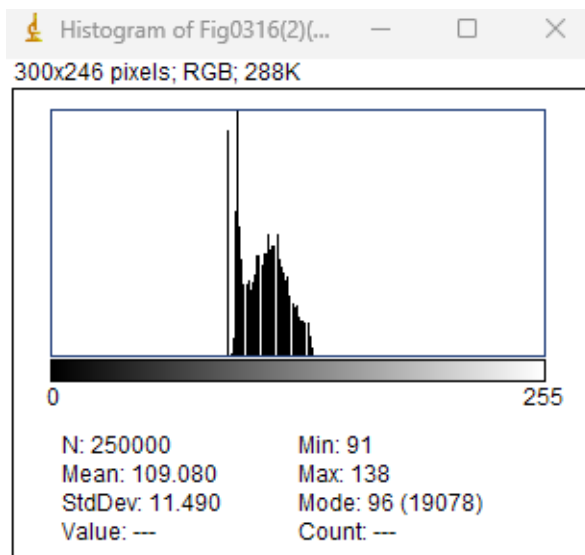 Histogram of Fig0316(2)(...
300x246 pixels; RGB; 288K
0 255
N: 250000 Min: 91
Mean: 109.080 Max: 138
StdDev: 11.490 Mode: 96 (19078)
Value: --- Count: ---